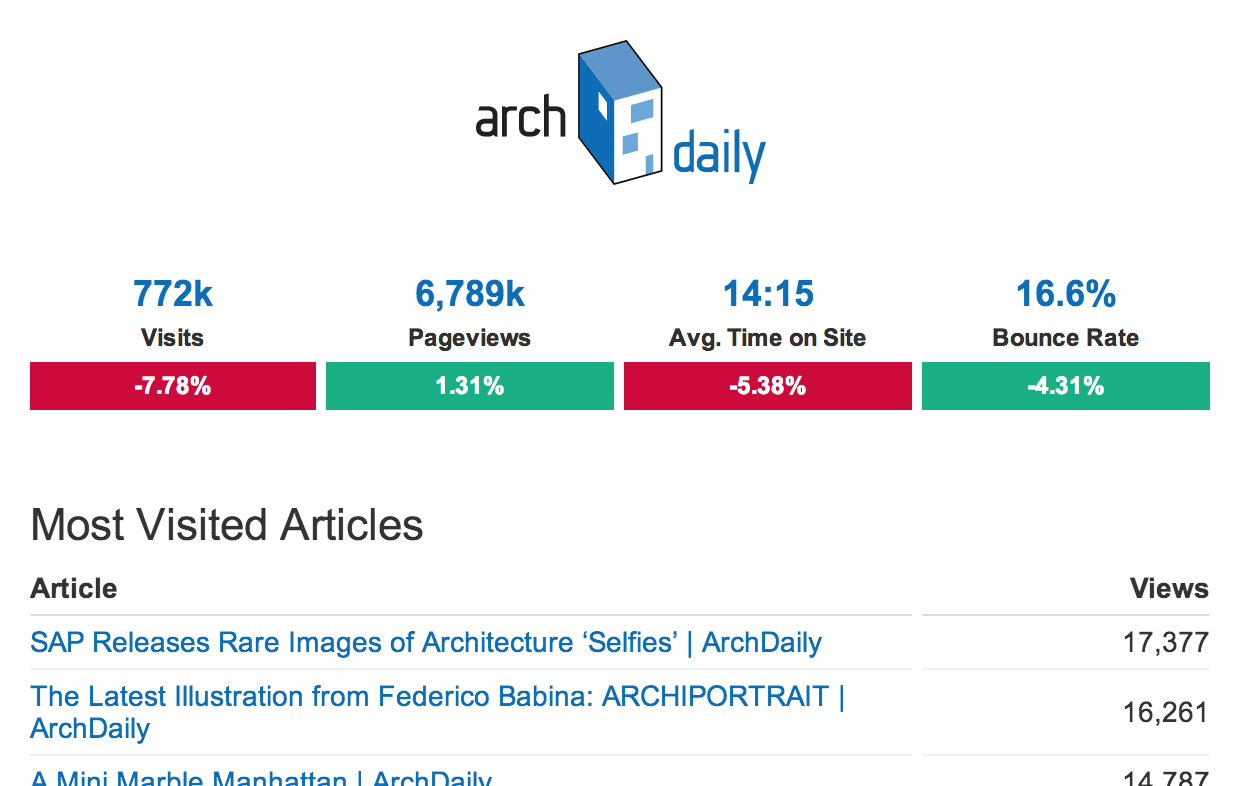 arch
daily
772k
6,789k
14:15
16.6%
Visits
Pageviews
Avg. Time on Site
Bounce Rate
-7.78%
1.31%
-5.38%
-4.31%
Most Visited Articles
Article
Views
SAP Releases Rare Images of Architecture ‘Selfies’ | ArchDaily
17,377
The Latest Illustration from Federico Babina: ARCHIPORTRAIT |
ArchDaily
16,261
A Mini Marble Manhattan | ArchDaily
14,787